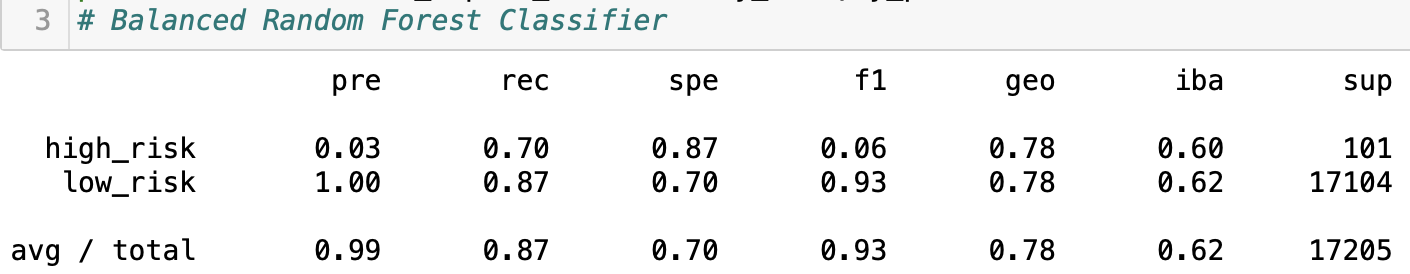 3 # Balanced Random Forest Classifier
pre rec spe f1 geo iba sup
high_risk 0.03 0.70 0.87 0.06 0.78 0.60 101
low_risk 1.00 0.87 0.70 0.93 0.78 0.62 17104
avg / total 0.99 0.87 0.70 0.93 0.78 0.62 17205